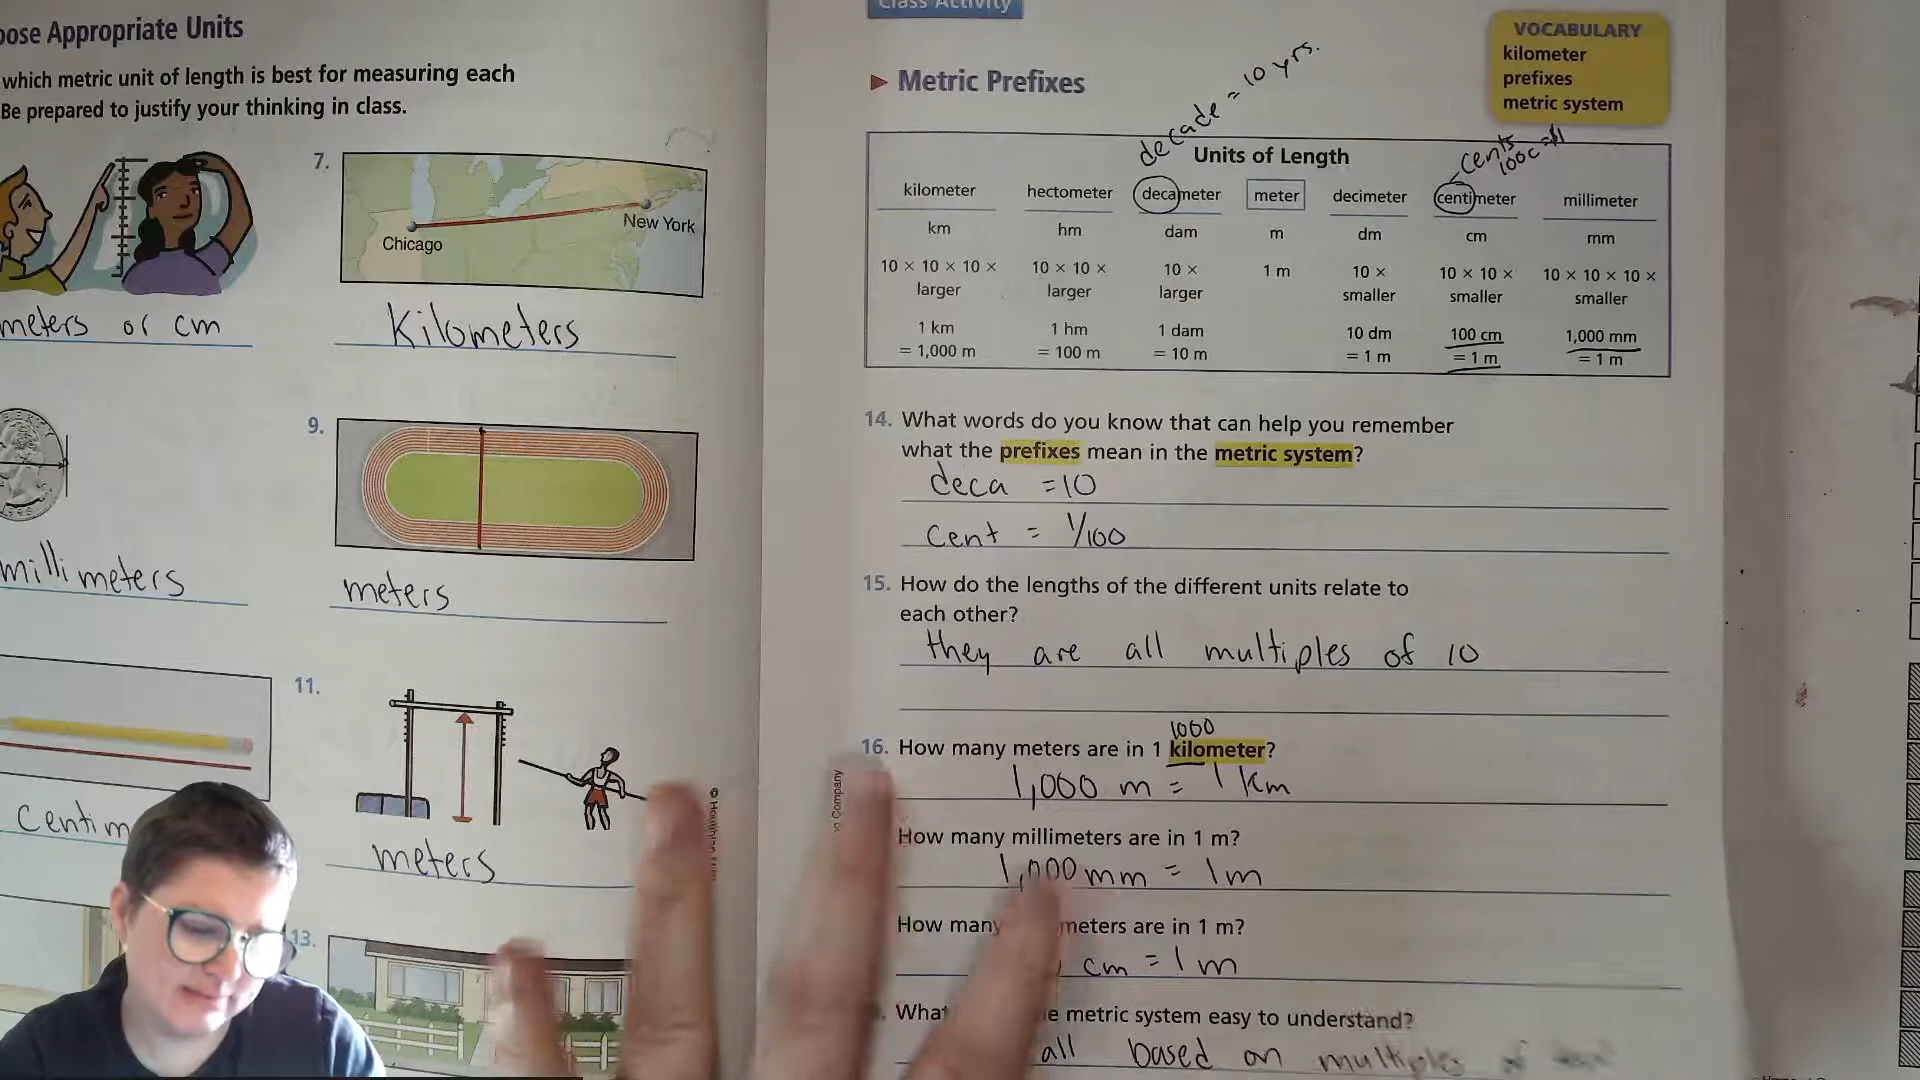 oose Appropriate Units
which metric unit of length is best for measuring each
Be prepared to justify your thinking in class.
7.
Chicago
New York
meters or cm
Kilometers
9.
millimeters
meters
11.
Centim
meters
13.
Class Activity
VOCABULARY
kilometer
prefixes
metric system
Metric Prefixes
decade = 10 yrs.
cents
100c = $1
Units of Length
kilometer hectometer decameter meter decimeter centimeter millimeter
km hm dam m dm cm mm
10 × 10 × 10 × 10 × 10 × 10 × 1 m 10 × 10 × 10 × 10 × 10 × 10 ×
larger larger larger smaller smaller smaller
1 km 1 hm 1 dam 10 dm 100 cm 1,000 mm
= 1,000 m = 100 m = 10 m = 1 m = 1 m = 1 m
14. What words do you know that can help you remember
what the prefixes mean in the metric system?
deca = 10
cent = 1/100
15. How do the lengths of the different units relate to
each other?
they are all multiples of 10
1000
16. How many meters are in 1 kilometer?
1,000 m = 1 km
How many millimeters are in 1 m?
1,000 mm = 1 m
How many meters are in 1 m?
cm = 1 m
What e metric system easy to understand?
all based on multiples of